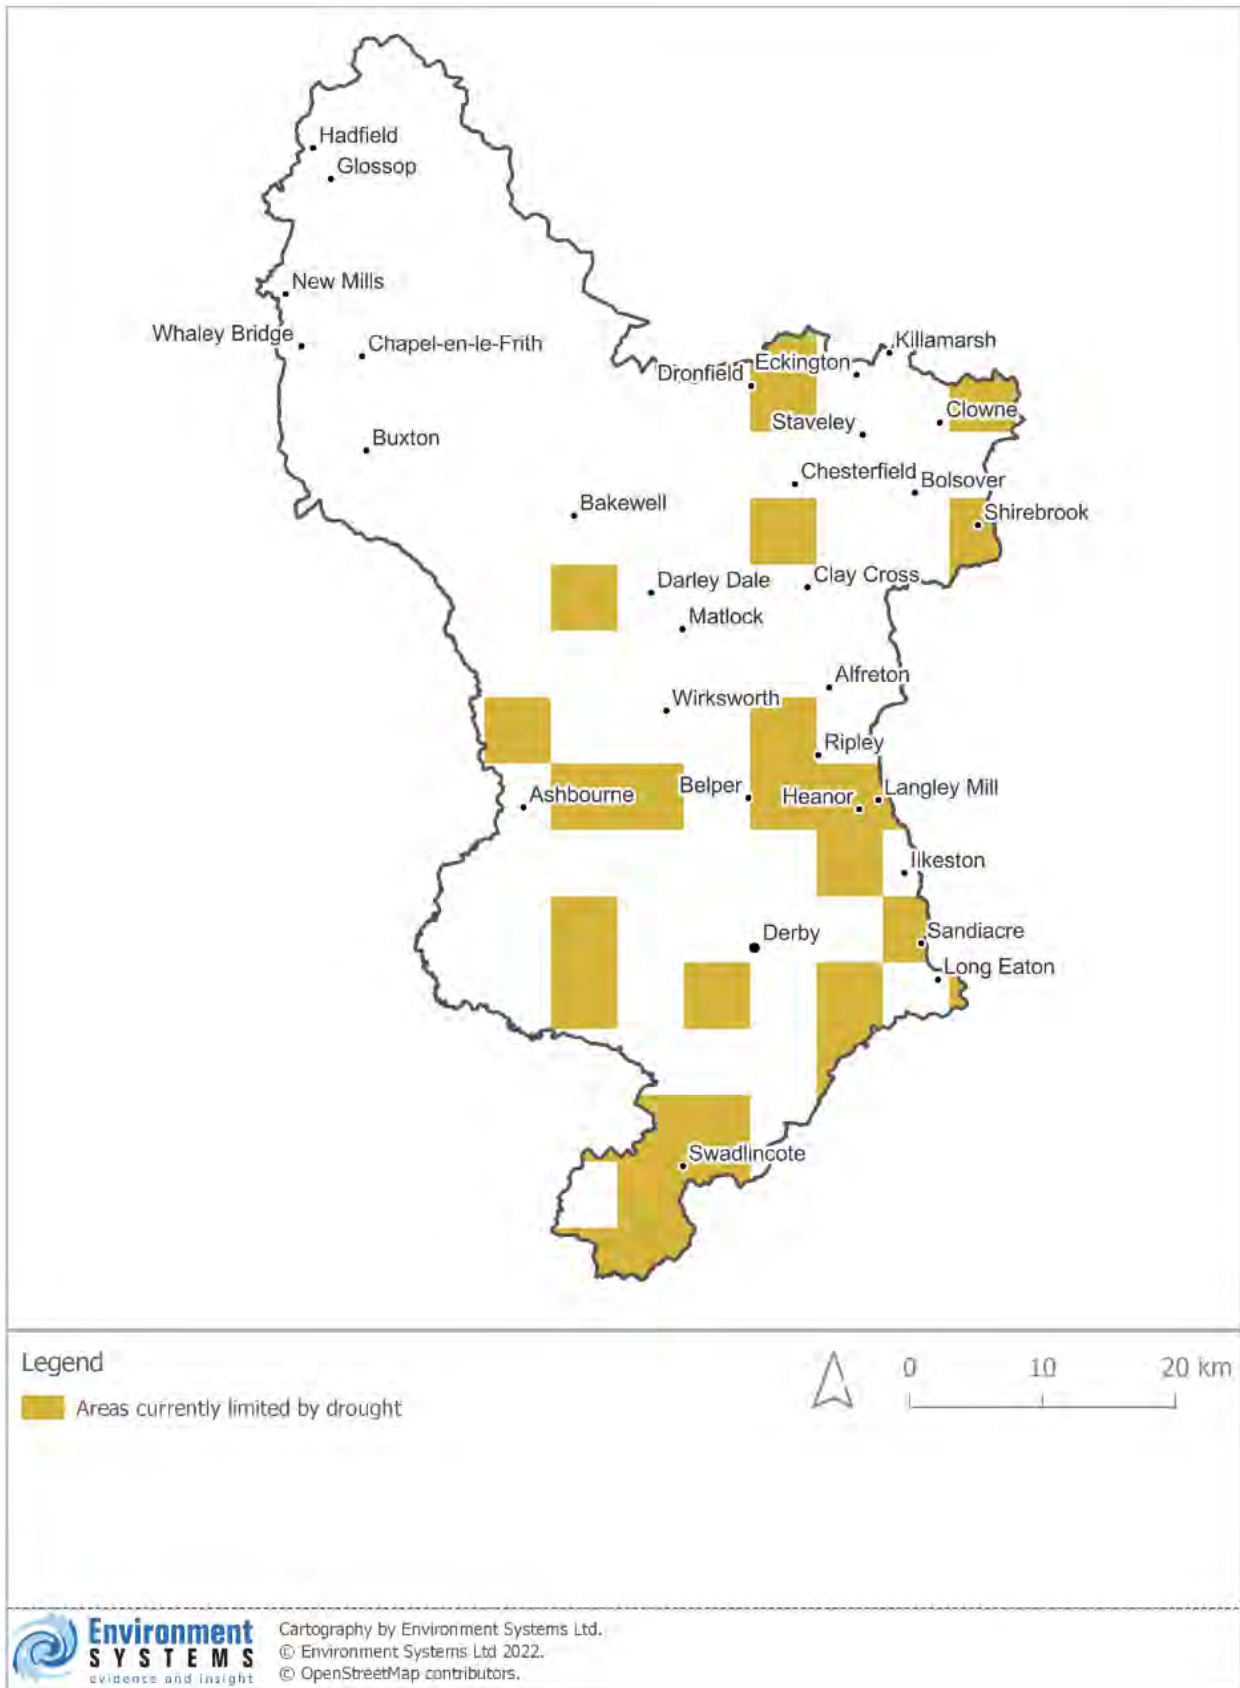 Hadfield
Glossop
New Mills
Whaley Bridge
Chapel-en-le-Frith
Killamarsh
Eckington
Dronfield
Clowne
Staveley
Buxton
Chesterfield
Bolsover
Bakewell
Shirebrook
Darley Dale
Clay Cross
Matlock
Alfreton
Wirksworth
Ripley
Belper
Langley Mill
Ashbourne
Heanor
Ilkeston
Derby
Sandiacre
Long Eaton
Swadlincote
Legend
Areas currently limited by drought
0 10 20 km
Environment
SYSTEMS
evidence and insight
Cartography by Environment Systems Ltd.
© Environment Systems Ltd 2022.
© OpenStreetMap contributors.